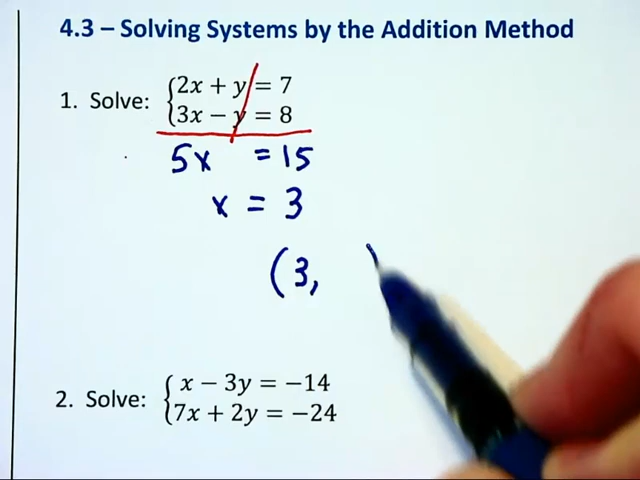 4.3 – Solving Systems by the Addition Method
1. Solve: {2x + y = 7
{3x − y = 8
5x = 15
x = 3
(3,
2. Solve: {x − 3y = −14
{7x + 2y = −24